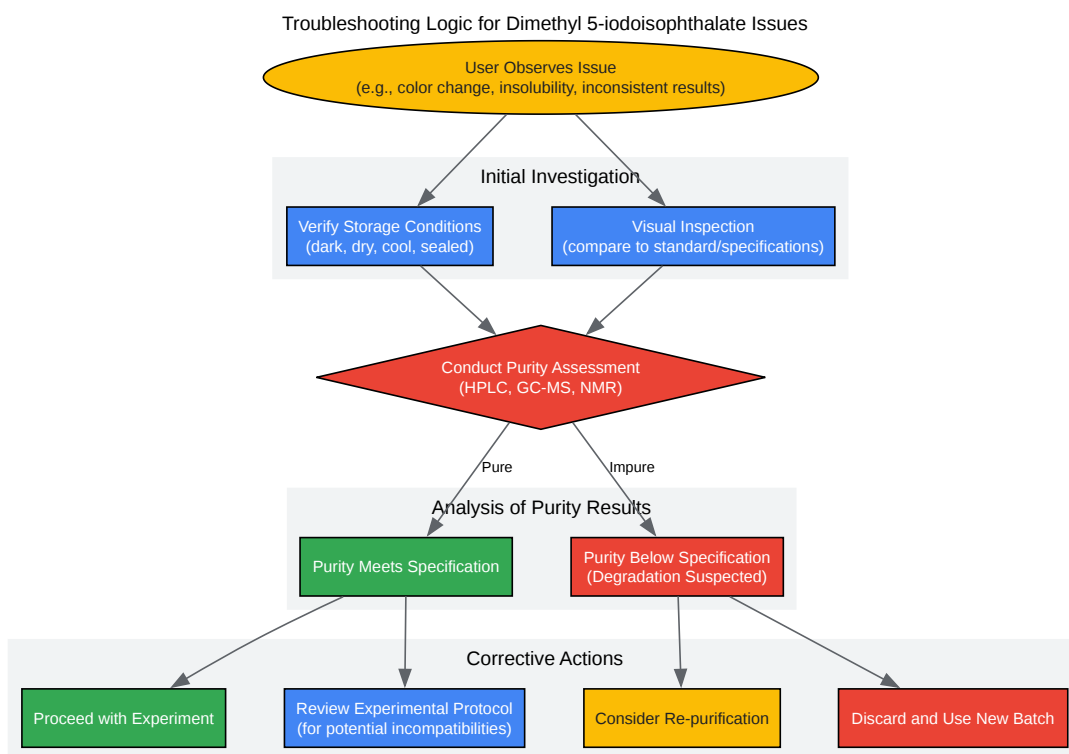 Troubleshooting Logic for Dimethyl 5-iodoisophthalate Issues
User Observes Issue
(e.g., color change, insolubility, inconsistent results)
Initial Investigation
Verify Storage Conditions
(dark, dry, cool, sealed)
Visual Inspection
(compare to standard/specifications)
Conduct Purity Assessment
(HPLC, GC-MS, NMR)
Pure
Impure
Analysis of Purity Results
Purity Meets Specification
Purity Below Specification
(Degradation Suspected)
Corrective Actions
Proceed with Experiment
Review Experimental Protocol
(for potential incompatibilities)
Consider Re-purification
Discard and Use New Batch